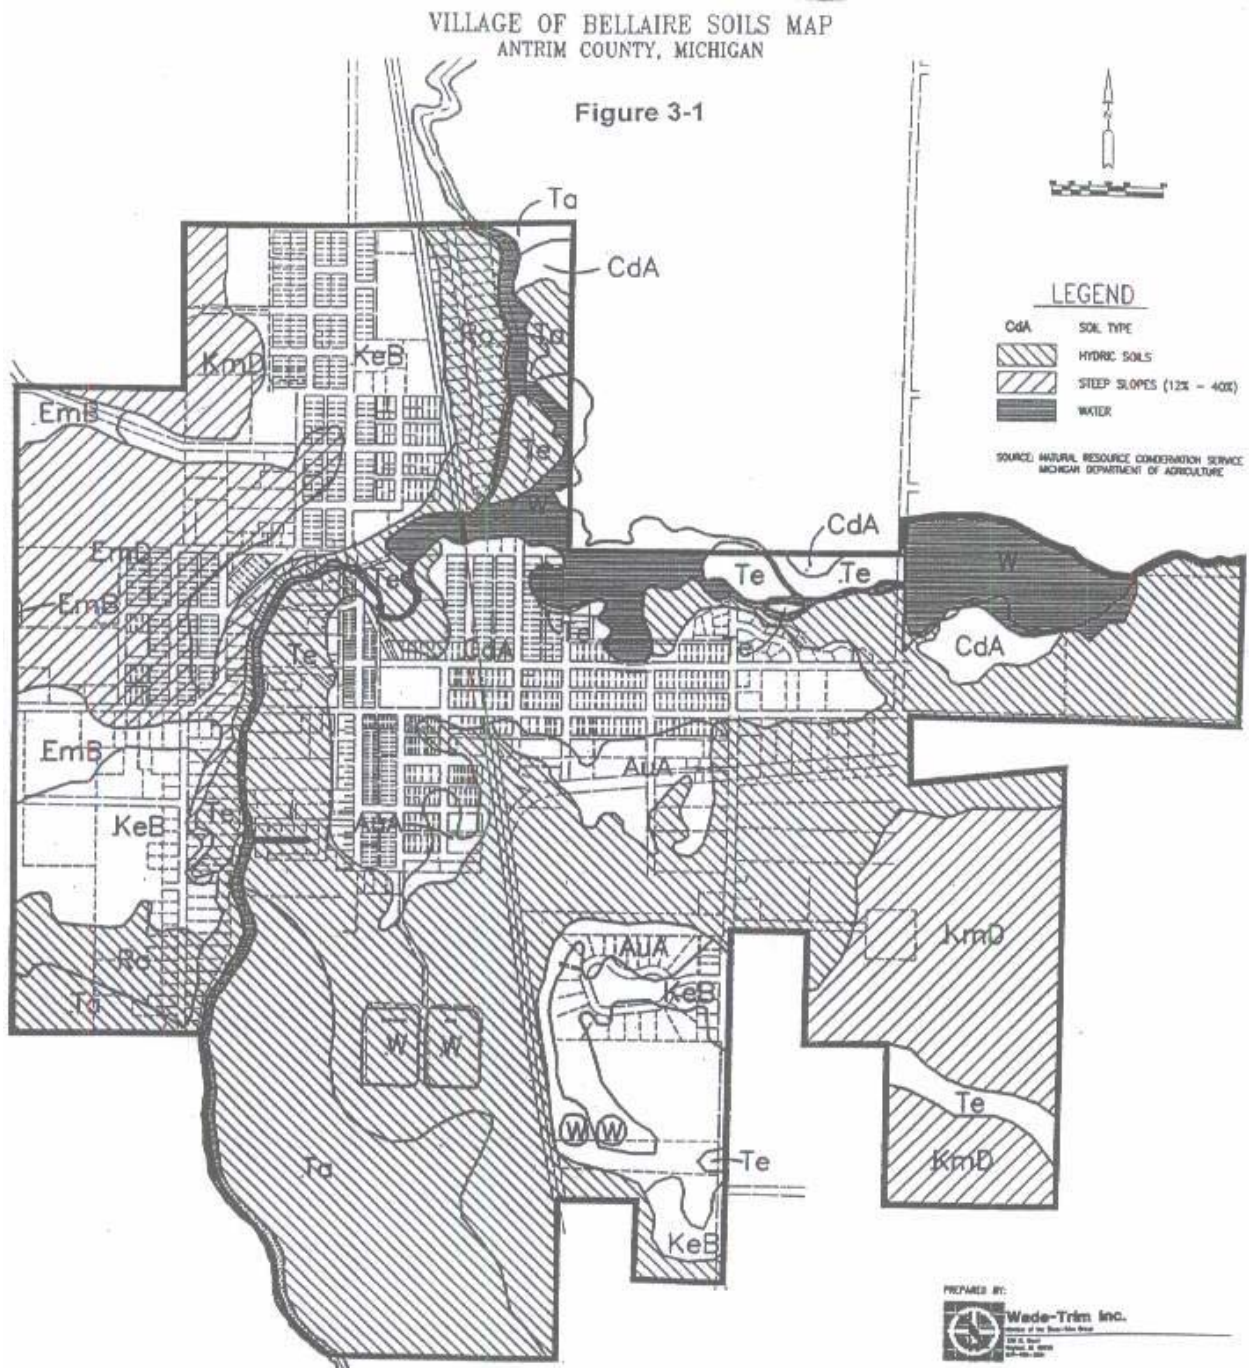 VILLAGE OF BELLAIRE SOILS MAP
ANTRIM COUNTY, MICHIGAN
Figure 3-1
N
Ta
CdA
LEGEND
CdA SOIL TYPE
HYDRIC SOILS
STEEP SLOPES (12% - 40%)
WATER
SOURCE: NATURAL RESOURCE CONSERVATION SERVICE
MICHIGAN DEPARTMENT OF AGRICULTURE
Ro
Ta
KmD
KeB
EmB
Te
W
CdA
EmD
Te
Te
Te
W
EmB
Te
CdA
CdA
EmB
AuA
KeB
Te
AuA
Ro
Ta
AuA
KmD
KeB
W
W
Te
W
W
Te
KmD
Ta
KeB
PREPARED BY:
Wade-Trim Inc.